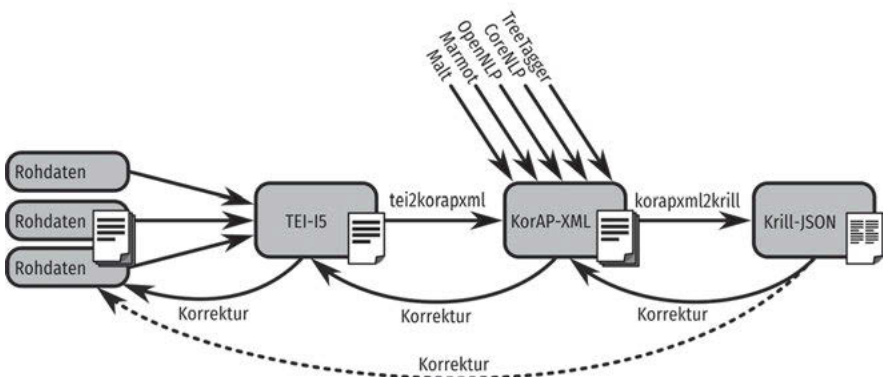 Malt
Marmot
OpenNLP
CoreNLP
TreeTagger
Rohdaten
Rohdaten
Rohdaten
TEI-I5
tei2korapxml
KorAP-XML
korapxml2krill
Krill-JSON
Korrektur
Korrektur
Korrektur
Korrektur